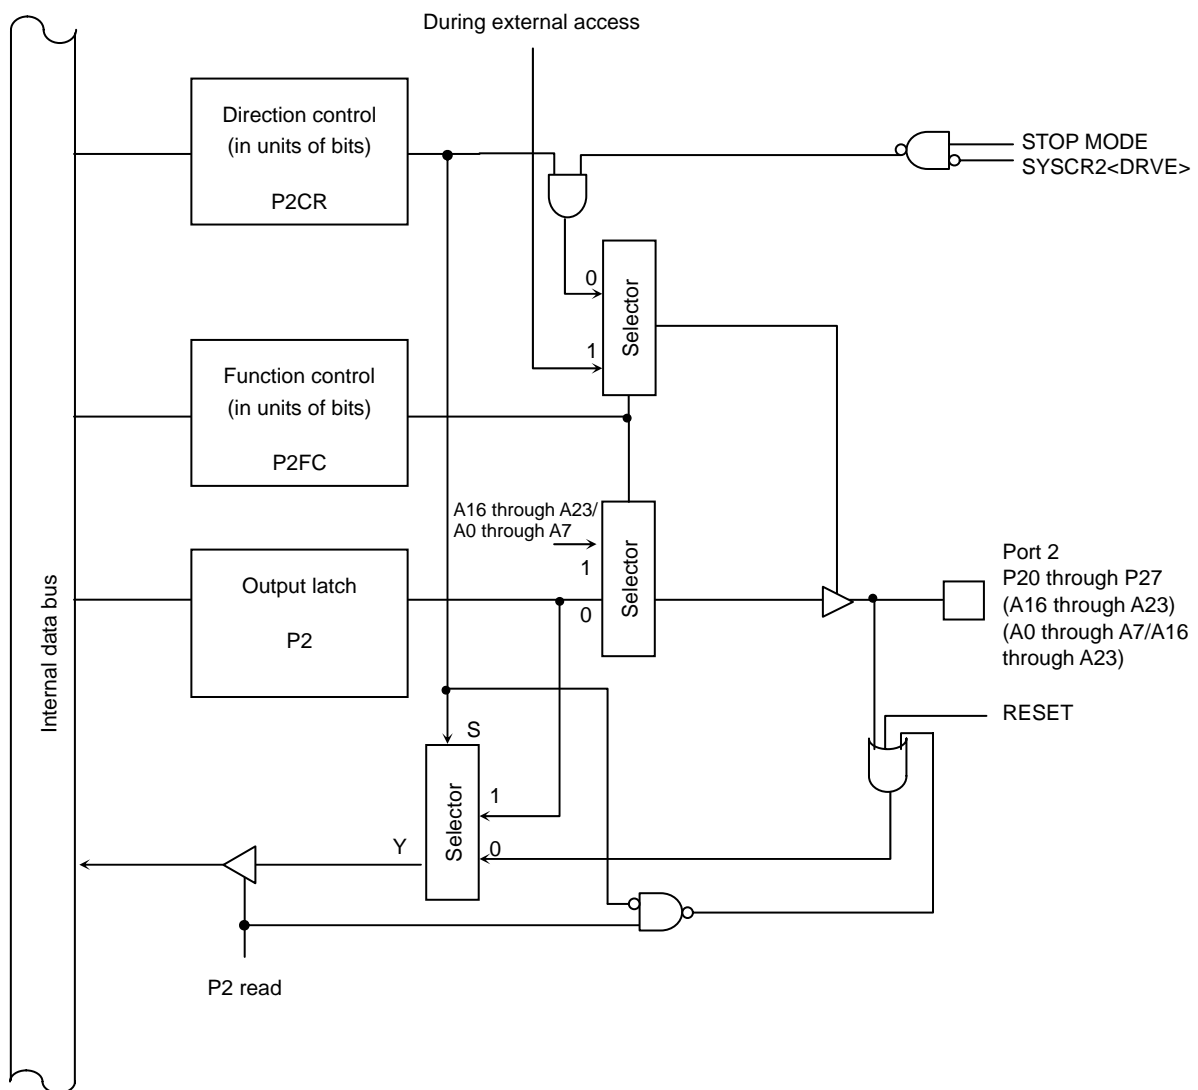 During external access
Direction control
(in units of bits)
P2CR
STOP MODE
SYSCR2<DRVE>
0
1
Selector
Function control
(in units of bits)
P2FC
A16 through A23/
A0 through A7
1
0
Selector
Output latch
P2
Port 2
P20 through P27
(A16 through A23)
(A0 through A7/A16
through A23)
RESET
Internal data bus
S
1
0
Selector
Y
P2 read